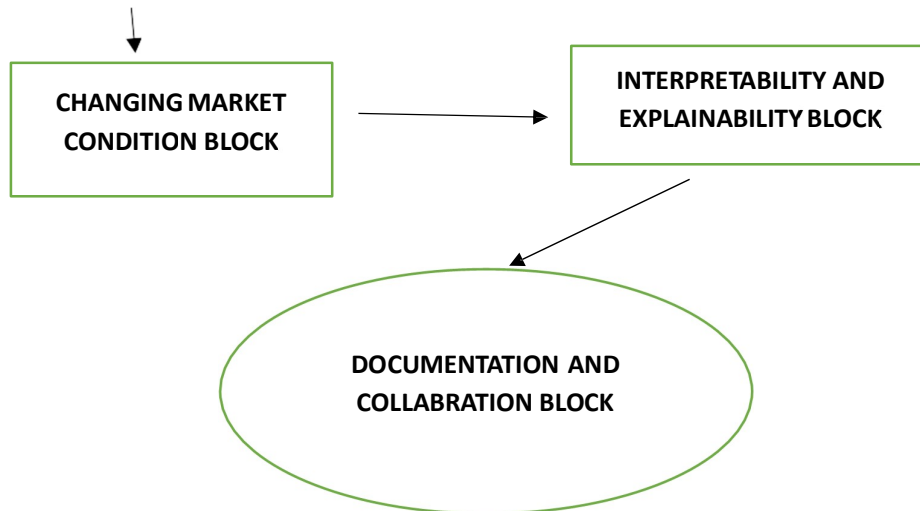 CHANGING MARKET
CONDITION BLOCK
INTERPRETABILITY AND
EXPLAINABILITY BLOCK
DOCUMENTATION AND
COLLABRATION BLOCK